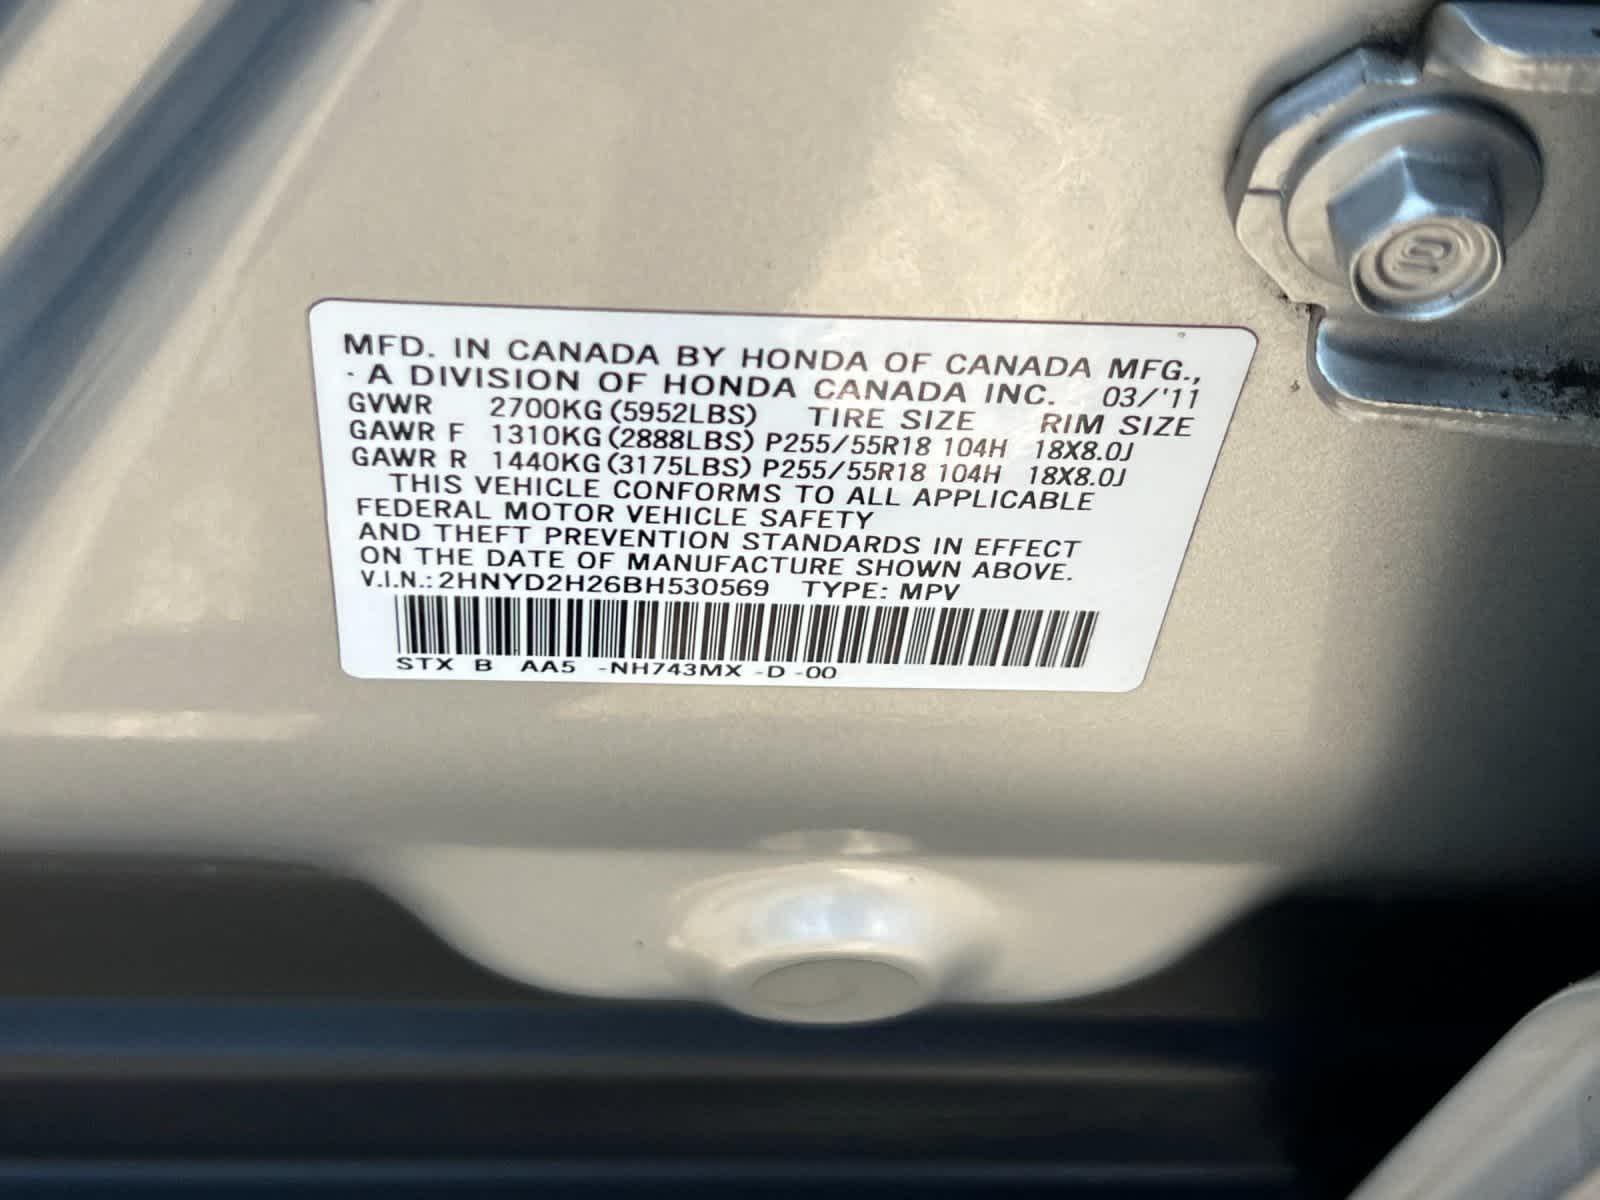 MFD. IN CANADA BY HONDA OF CANADA MFG.,
· A DIVISION OF HONDA CANADA INC. 03/'11
GVWR 2700KG (5952LBS) TIRE SIZE RIM SIZE
GAWR F 1310KG (2888LBS) P255/55R18 104H 18X8.0J
GAWR R 1440KG (3175LBS) P255/55R18 104H 18X8.0J
THIS VEHICLE CONFORMS TO ALL APPLICABLE
FEDERAL MOTOR VEHICLE SAFETY
AND THEFT PREVENTION STANDARDS IN EFFECT
ON THE DATE OF MANUFACTURE SHOWN ABOVE.
V.I.N.: 2HNYD2H26BH530569 TYPE: MPV
STX B AA5 -NH743MX -D -00